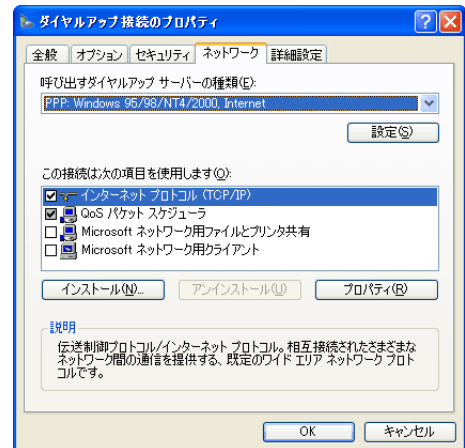 ダイヤルアップ接続のプロパティ
全般 オプション セキュリティ ネットワーク 詳細設定
呼び出すダイヤルアップ サーバーの種類(E):
PPP: Windows 95/98/NT4/2000, Internet
設定(S)
この接続は次の項目を使用します(O):
インターネット プロトコル (TCP/IP)
QoS パケット スケジューラ
Microsoft ネットワーク用ファイルとプリンタ共有
Microsoft ネットワーク用クライアント
インストール(N)... アンインストール(U) プロパティ(R)
説明
伝送制御プロトコル/インターネット プロトコル。相互接続されたさまざまな
ネットワーク間の通信を提供する、既定のワイド エリア ネットワーク プロト
コルです。
OK キャンセル